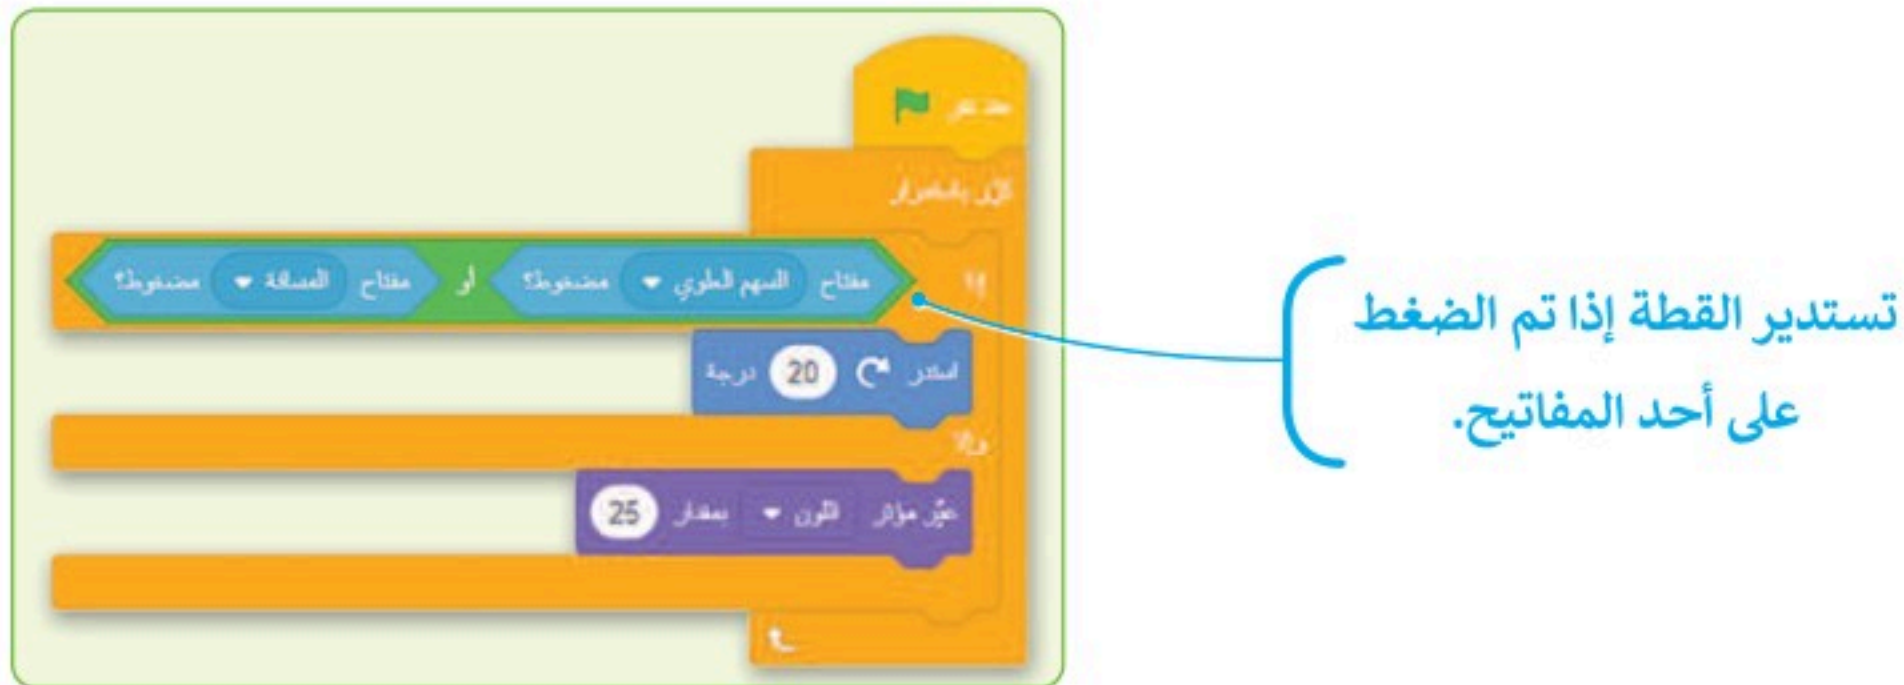 عند نقر
كرّر باستمرار
إذا
مفتاح السهم العلوي مضغوط؟ أو مفتاح المسافة مضغوط؟
استدر 20 درجة
وإلا
غيّر مؤثر اللون بمقدار 25
تستدير القطة إذا تم الضغط
على أحد المفاتيح.